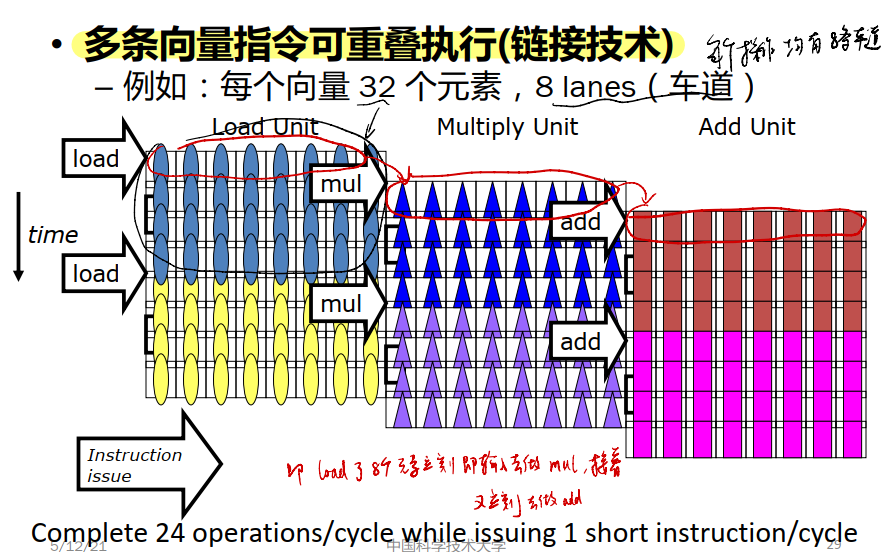 • 多条向量指令可重叠执行(链接技术)
– 例如：每个向量 32 个元素，8 lanes（车道）
每个操作 均有8路车道
Load Unit
Multiply Unit
Add Unit
load
mul
add
time
load
mul
add
Instruction
issue
即 load了8个元素立刻即输入去做 mul，接着
又立刻去做 add
Complete 24 operations/cycle while issuing 1 short instruction/cycle
5/12/21
中国科学技术大学
29